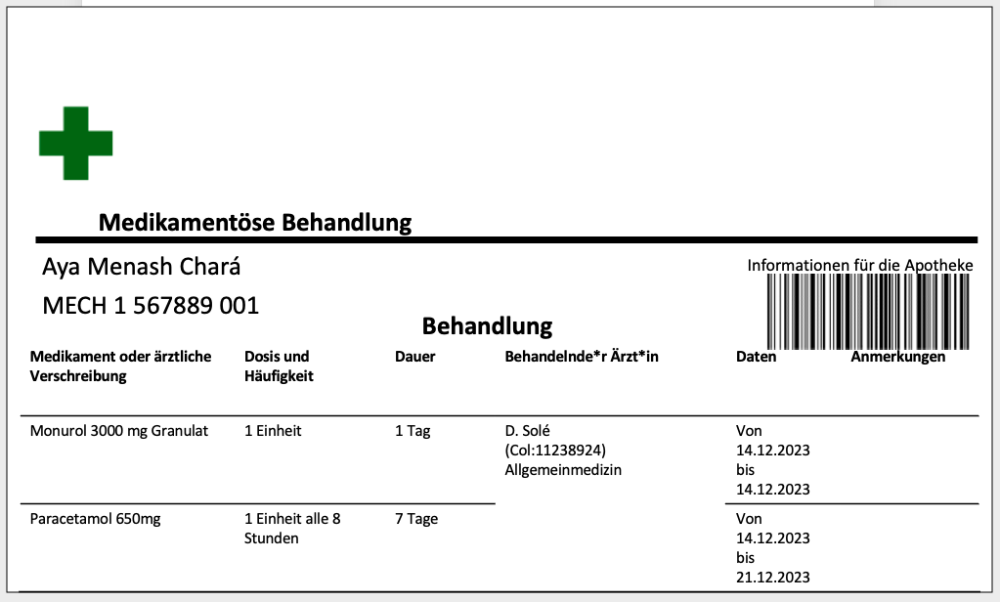 Medikamentöse Behandlung
Aya Menash Chará
Informationen für die Apotheke
MECH 1 567889 001
Behandlung
Medikament oder ärztliche Verschreibung
Dosis und Häufigkeit
Dauer
Behandelnde*r Ärzt*in
Daten
Anmerkungen
Monurol 3000 mg Granulat
1 Einheit
1 Tag
D. Solé
(Col:11238924)
Allgemeinmedizin
Von
14.12.2023
bis
14.12.2023
Paracetamol 650mg
1 Einheit alle 8
Stunden
7 Tage
Von
14.12.2023
bis
21.12.2023